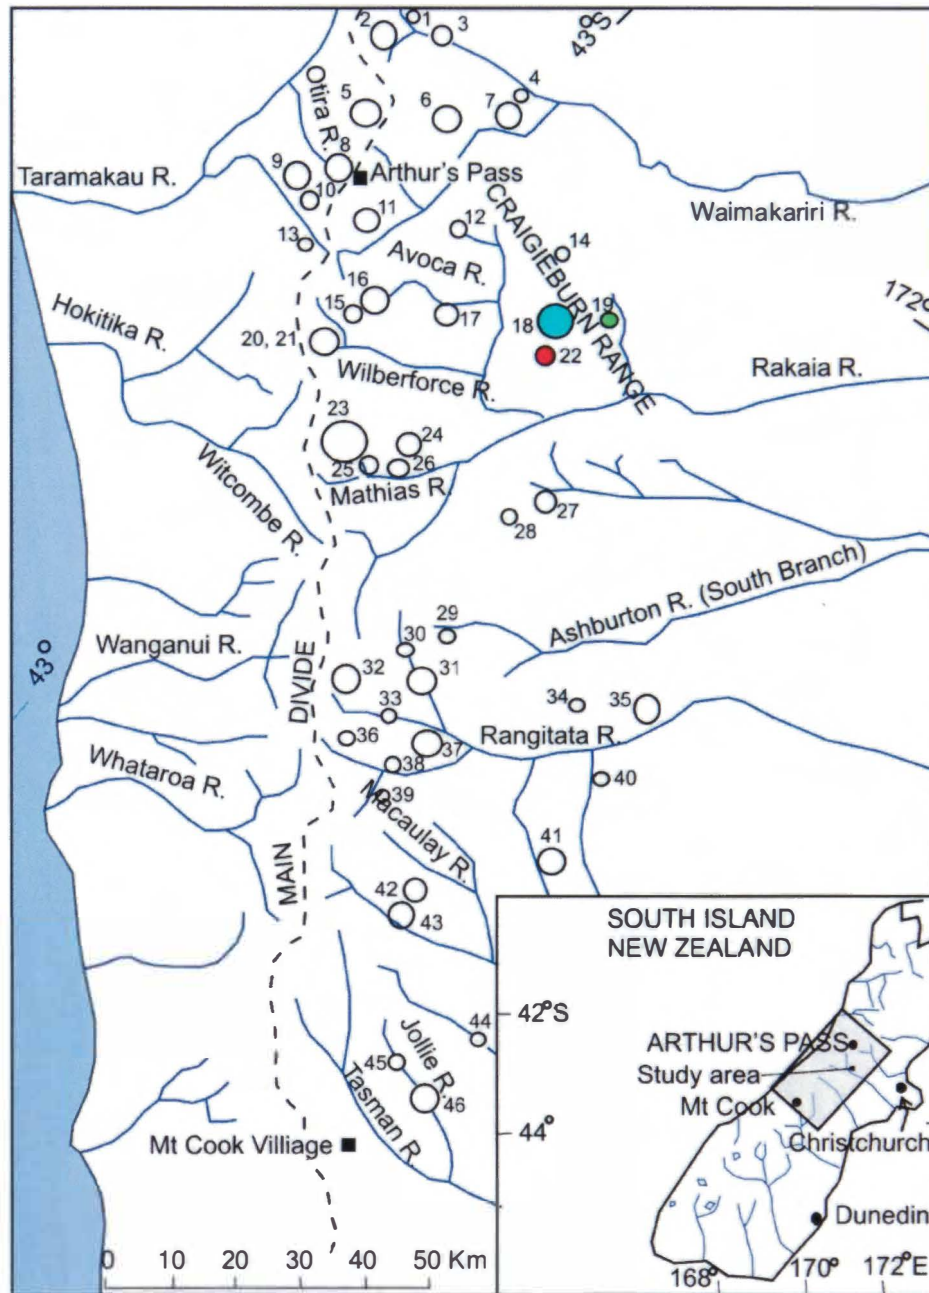 1
2
3
43°S
4
5
6
7
Otira R.
8
9
Arthur's Pass
Taramakau R.
10
11
Waimakariri R.
12
CRAIGIEBURN RANGE
13
14
Avoca R.
16
15
17
18
19
172°
Hokitika R.
20, 21
22
Wilberforce R.
Rakaia R.
23
24
25
26
Mathias R.
Witcombe R.
27
28
Ashburton R. (South Branch)
29
30
Wanganui R.
43°
32
31
DIVIDE
33
34
35
Rangitata R.
36
37
38
Whataroa R.
39
40
Macaulay R.
41
MAIN
42
43
SOUTH ISLAND
NEW ZEALAND
42°S
44
ARTHUR'S PASS
Study area
Jollie R.
45
46
Mt Cook
Tasman R.
44°
Christchurch
Mt Cook Villiage
Dunedin
0 10 20 30 40 50 Km
168°
170°
172°E